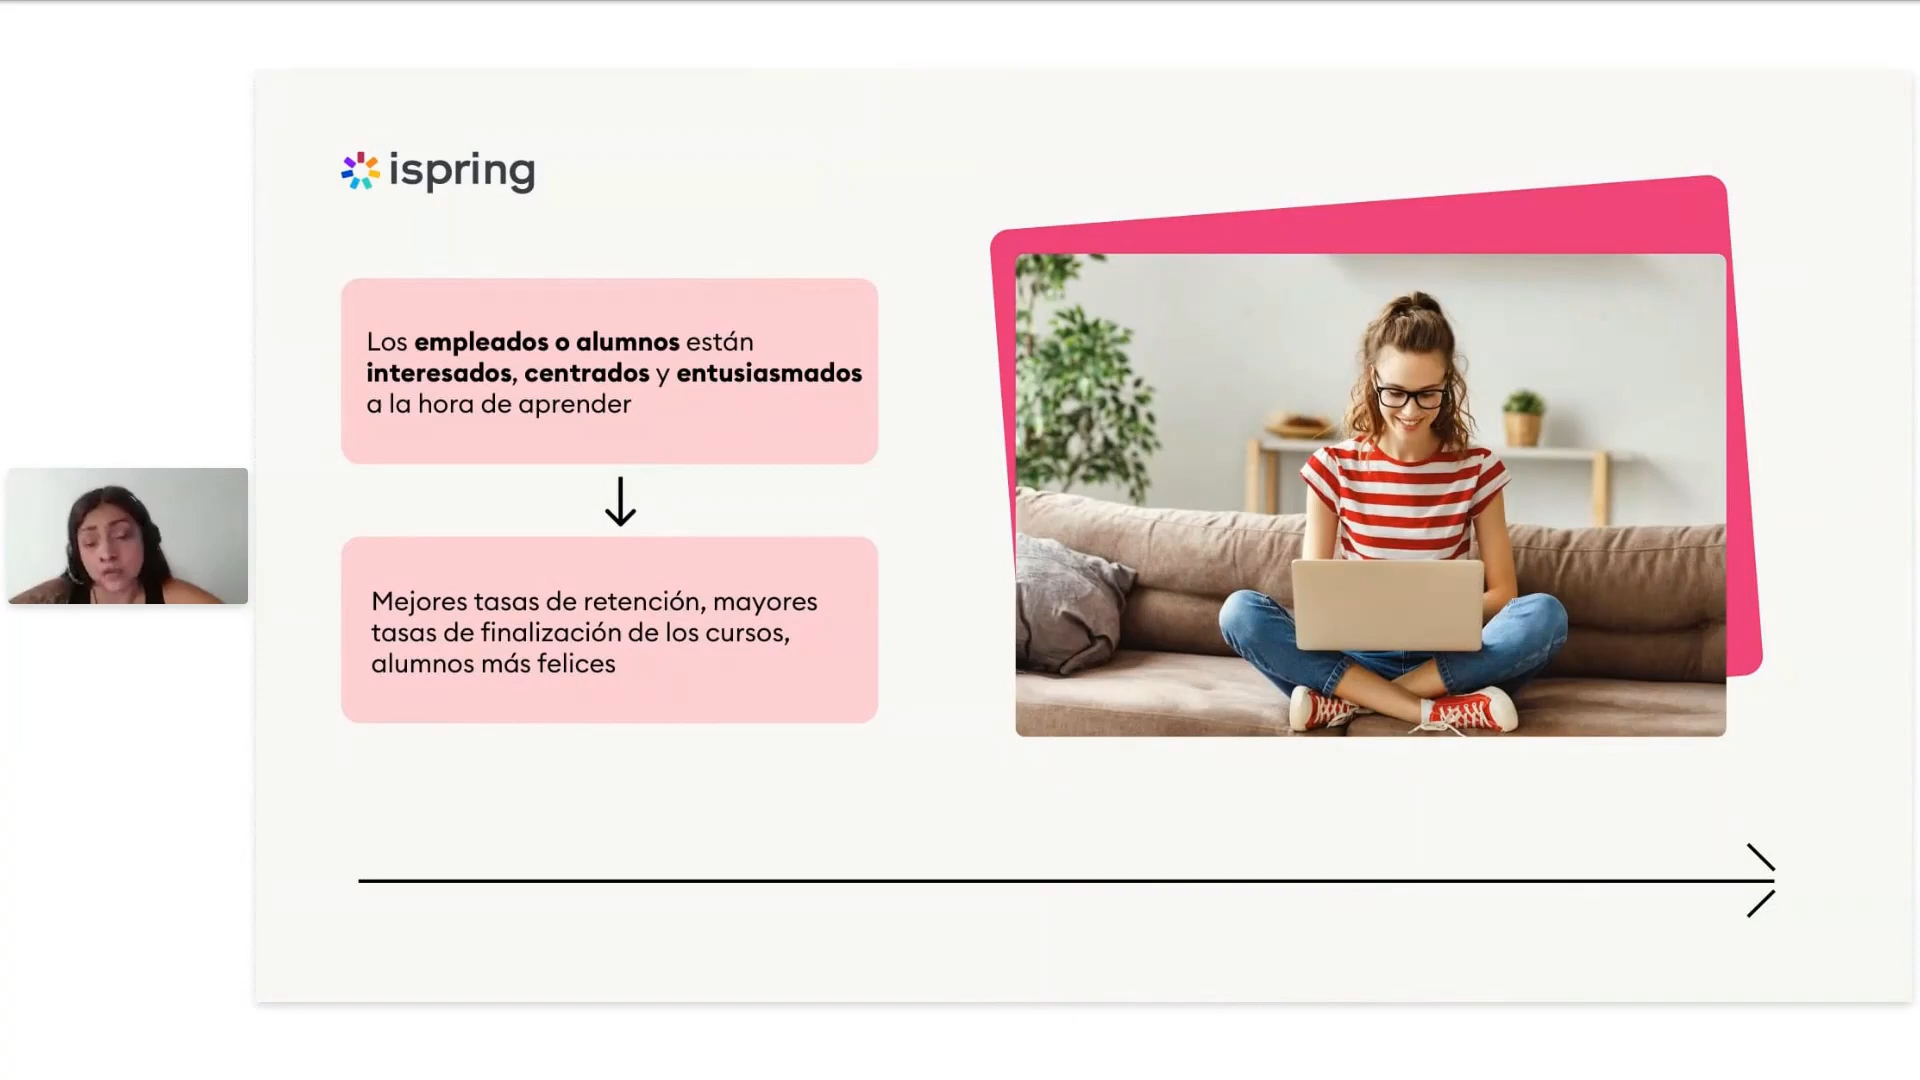 ispring
Los empleados o alumnos están
interesados, centrados y entusiasmados
a la hora de aprender
Mejores tasas de retención, mayores
tasas de finalización de los cursos,
alumnos más felices